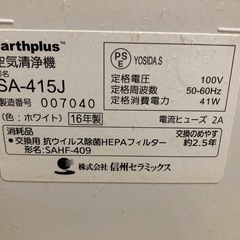 arthplus
空気清浄機
形名
SA-415J
製造番号 007040
(色:ホワイト) 16年製
PS
E
YOSIDA.S
定格電圧 100V
定格周波数 50-60Hz
定格消費電力 41W
電流ヒューズ 2A
消耗品 交換のめやす
●交換用 抗ウイルス除菌HEPAフィルター 約2.5年
形名:SAHF-409
株式会社 信州セラミックス